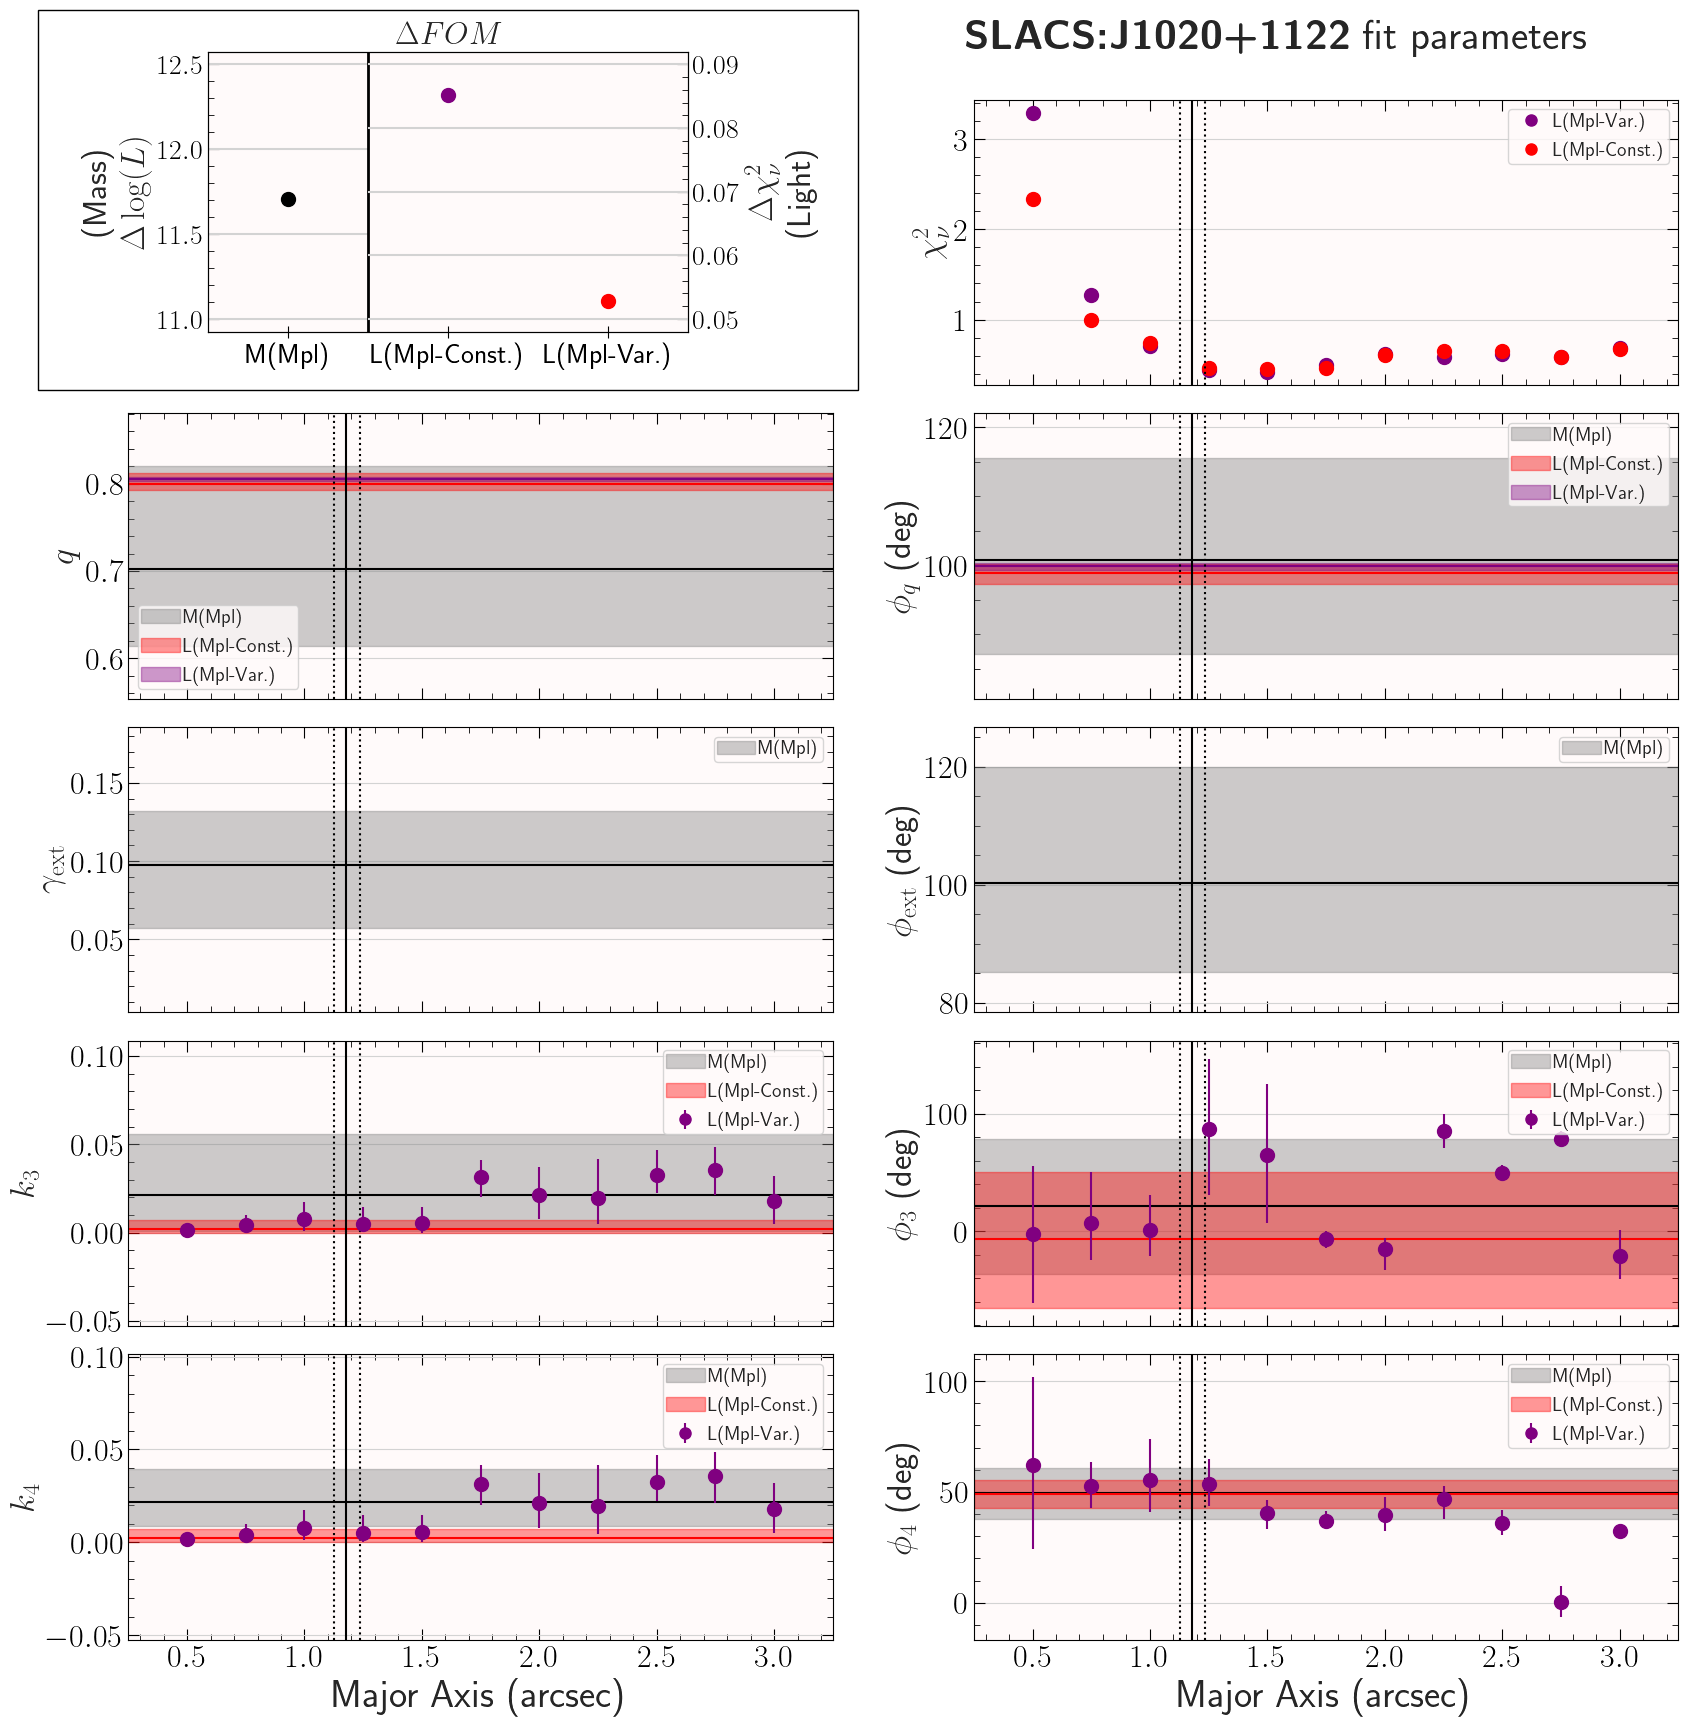 ΔFOM
SLACS:J1020+1122 fit parameters
(Mass)
Δ log(L)
12.5
12.0
11.5
11.0
0.09
0.08
0.07
0.06
0.05
Δχ²ν
(Light)
M(Mpl) L(Mpl-Const.) L(Mpl-Var.)
χ²ν
3
2
1
L(Mpl-Var.)
L(Mpl-Const.)
q
0.8
0.7
0.6
M(Mpl)
L(Mpl-Const.)
L(Mpl-Var.)
ϕq (deg)
120
100
M(Mpl)
L(Mpl-Const.)
L(Mpl-Var.)
γext
0.15
0.10
0.05
M(Mpl)
ϕext (deg)
120
100
80
M(Mpl)
k3
0.10
0.05
0.00
−0.05
M(Mpl)
L(Mpl-Const.)
L(Mpl-Var.)
ϕ3 (deg)
100
0
M(Mpl)
L(Mpl-Const.)
L(Mpl-Var.)
k4
0.10
0.05
0.00
−0.05
M(Mpl)
L(Mpl-Const.)
L(Mpl-Var.)
0.5 1.0 1.5 2.0 2.5 3.0
Major Axis (arcsec)
ϕ4 (deg)
100
50
0
M(Mpl)
L(Mpl-Const.)
L(Mpl-Var.)
0.5 1.0 1.5 2.0 2.5 3.0
Major Axis (arcsec)